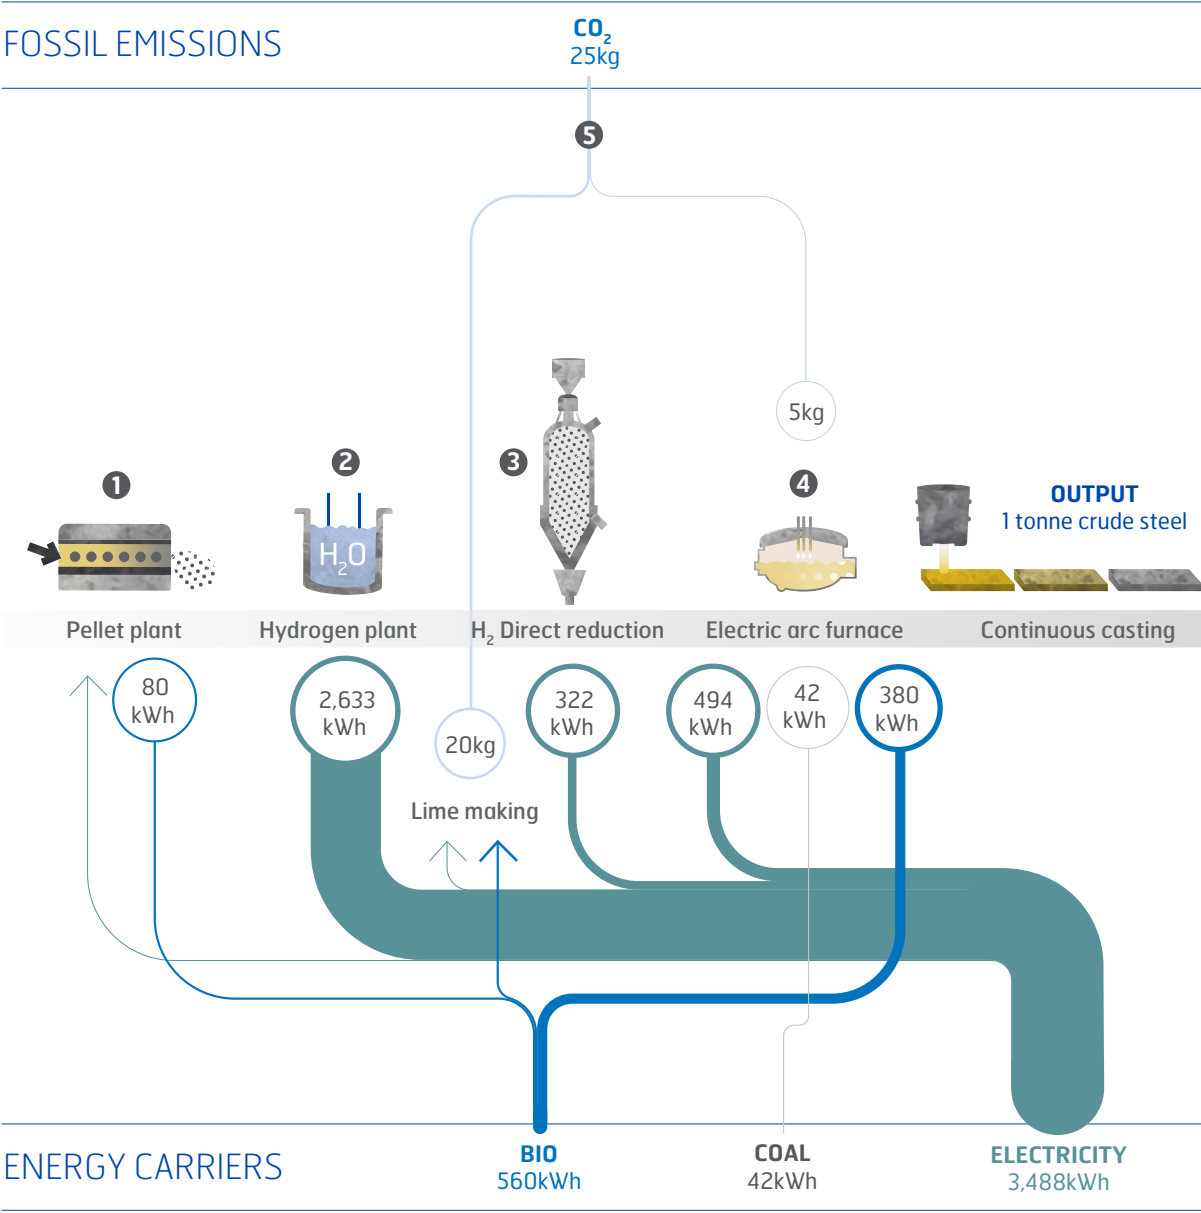 FOSSIL EMISSIONS
CO₂
25kg
5
5kg
1
2
3
4
H₂O
OUTPUT
1 tonne crude steel
Pellet plant
Hydrogen plant
H₂ Direct reduction
Electric arc furnace
Continuous casting
80
kWh
2,633
kWh
20kg
322
kWh
494
kWh
42
kWh
380
kWh
Lime making
ENERGY CARRIERS
BIO
560kWh
COAL
42kWh
ELECTRICITY
3,488kWh